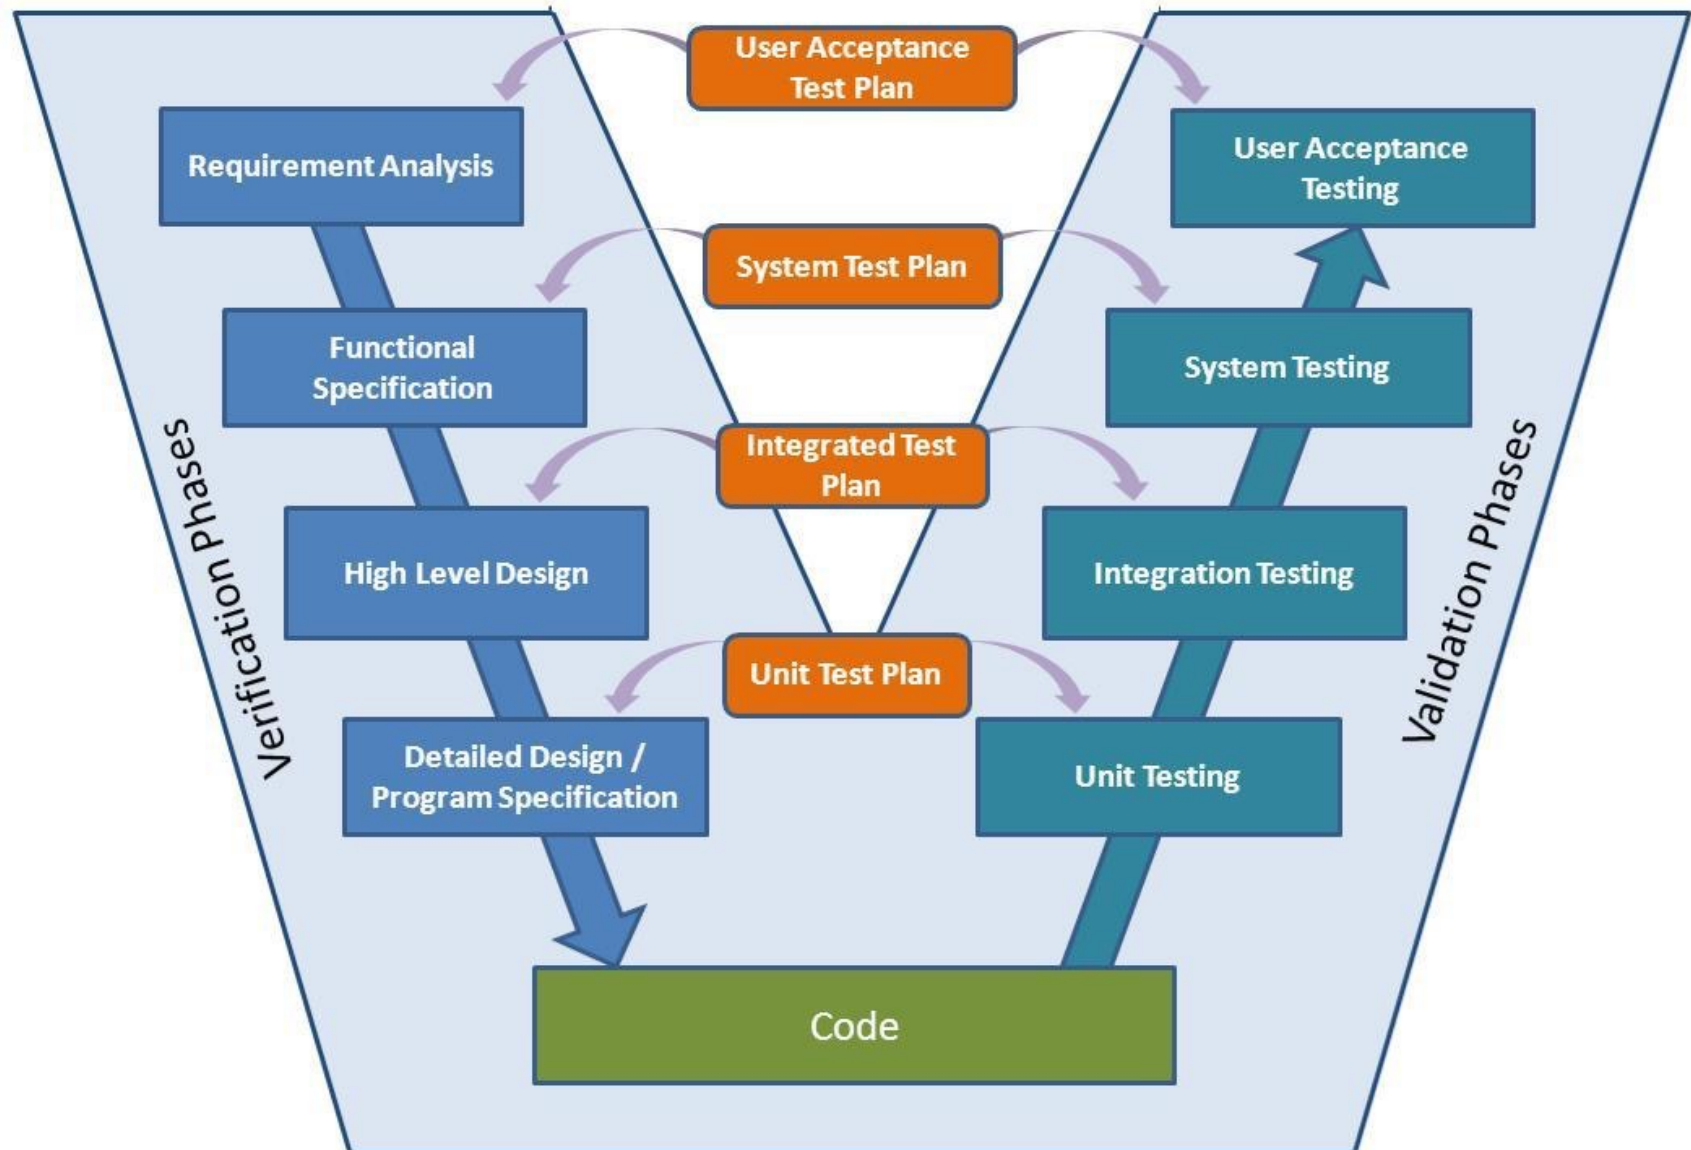 User Acceptance
Test Plan
Requirement Analysis
User Acceptance
Testing
System Test Plan
Functional
Specification
System Testing
Integrated Test
Plan
Verification Phases
Validation Phases
High Level Design
Integration Testing
Unit Test Plan
Detailed Design /
Program Specification
Unit Testing
Code